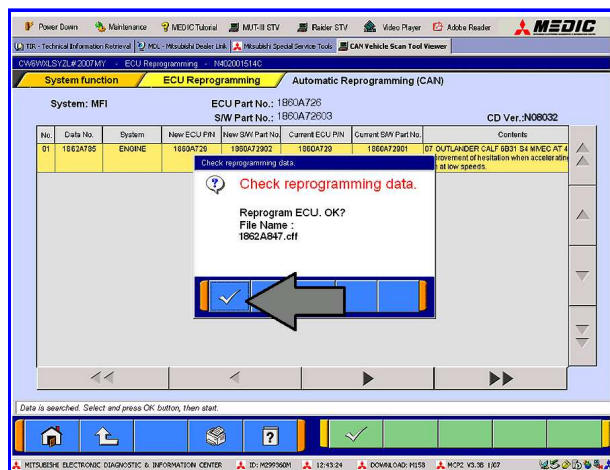 Power Down Maintenance MEDIC Tutorial MUT-III STV Raider STV Video Player Adobe Reader MEDIC
TIR - Technical Information Retrieval MDL - Mitsubishi Dealer Link Mitsubishi Special Service Tools CAN Vehicle Scan Tool Viewer
CW6WXLSYZL# 2007MY - ECU Reprogramming - N402001514C
System function ECU Reprogramming Automatic Reprogramming (CAN)
System: MFI ECU Part No.: 1860A726
S/W Part No.: 1860A72603 CD Ver.:N08032
No. Data No. System New ECU P/N New S/W Part No. Current ECU P/N Current S/W Part No. Contents
01 1862A785 ENGINE 1860A729 1860A72902 1860A729 1860A72901 07 OUTLANDER CALF 6B31 S4 MIVEC AT 4
improvement of hesitation when accelerating
at low speeds.
Check reprogramming data.
Check reprogramming data.
Reprogram ECU. OK?
File Name :
1862A847.cff
Data is searched. Select and press OK button, then start.
MITSUBISHI ELECTRONIC DIAGNOSTIC & INFORMATION CENTER ID: M299360M 12:43:24 DOWNLOAD: M158 MCP2 V3.3B 1/07